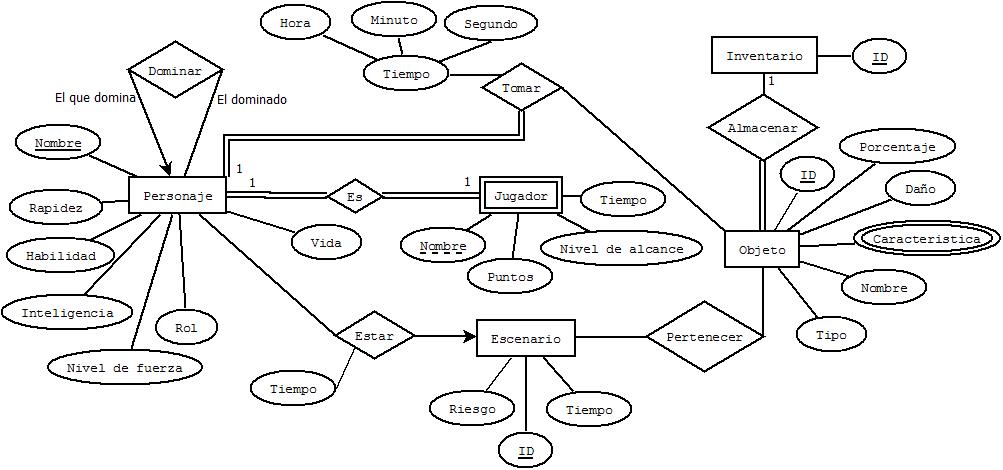 Hora
Minuto
Segundo
Tiempo
Dominar
El que domina
El dominado
Tomar
Inventario
ID
1
Almacenar
Nombre
1
Personaje
1
Es
1
Jugador
Tiempo
ID
Porcentaje
Daño
Caracteristica
Objeto
Nombre
Tipo
Rapidez
Habilidad
Inteligencia
Nivel de fuerza
Rol
Vida
Nombre
Puntos
Nivel de alcance
Estar
Tiempo
Escenario
Pertenecer
Riesgo
ID
Tiempo